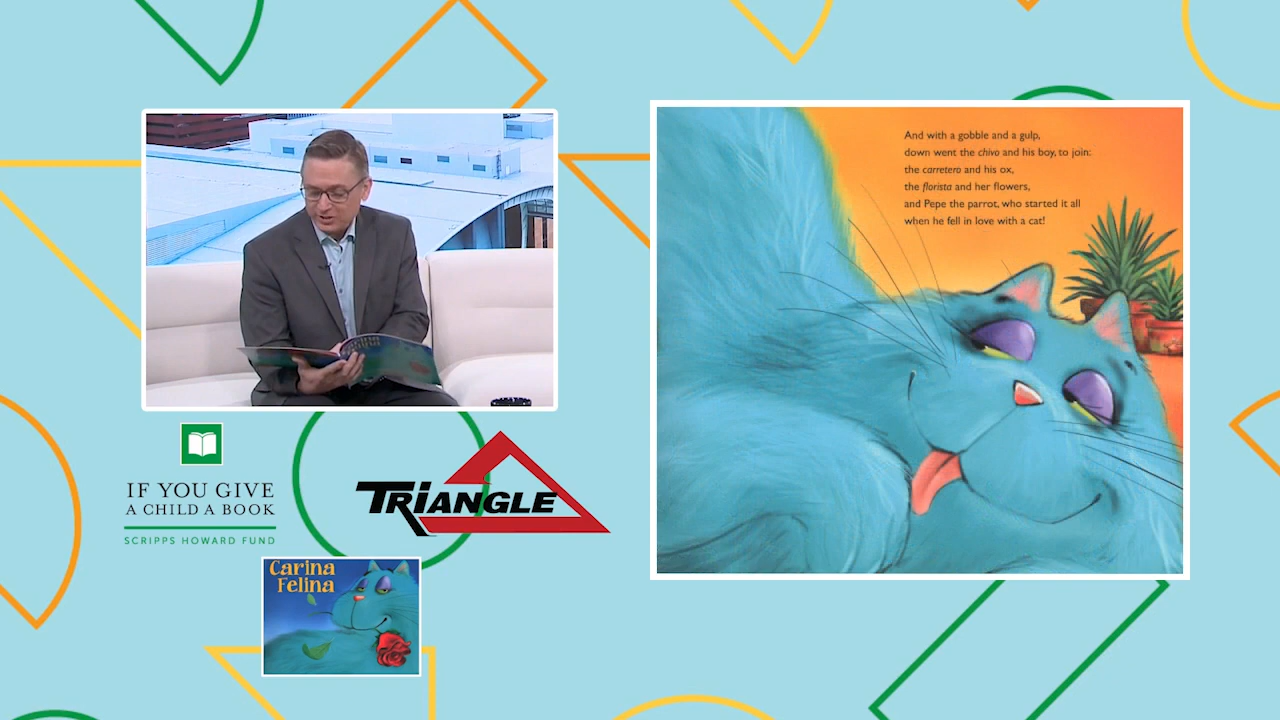 And with a gobble and a gulp,
down went the chivo and his boy, to join:
the carretero and his ox,
the florista and her flowers,
and Pepe the parrot, who started it all
when he fell in love with a cat!
IF YOU GIVE
A CHILD A BOOK
SCRIPPS HOWARD FUND
TRIANGLE
Carina
Felina